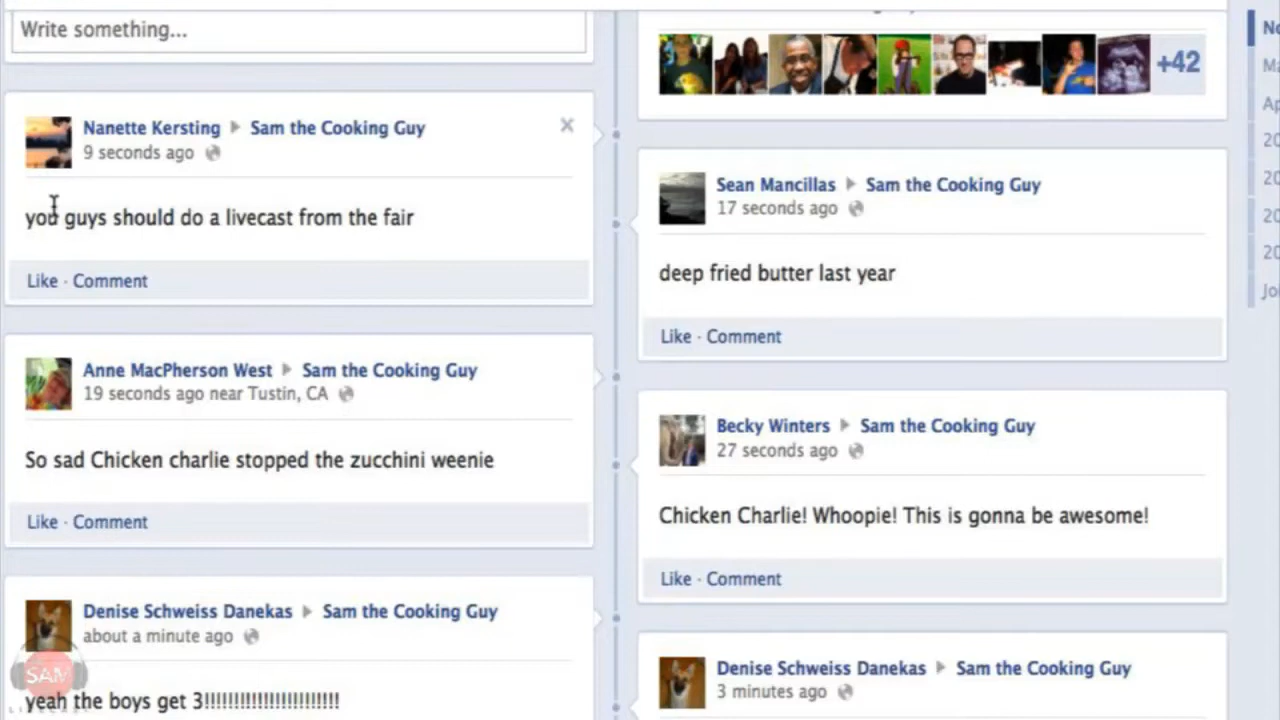 Write something...
+42
Nanette Kersting ▶ Sam the Cooking Guy
9 seconds ago
you guys should do a livecast from the fair
Like · Comment
Sean Mancillas ▶ Sam the Cooking Guy
17 seconds ago
deep fried butter last year
Like · Comment
Anne MacPherson West ▶ Sam the Cooking Guy
19 seconds ago near Tustin, CA
So sad Chicken charlie stopped the zucchini weenie
Like · Comment
Becky Winters ▶ Sam the Cooking Guy
27 seconds ago
Chicken Charlie! Whoopie! This is gonna be awesome!
Like · Comment
Denise Schweiss Danekas ▶ Sam the Cooking Guy
about a minute ago
yeah the boys get 3!!!!!!!!!!!!!!!!!!!!!!!!
Denise Schweiss Danekas ▶ Sam the Cooking Guy
3 minutes ago
SAM